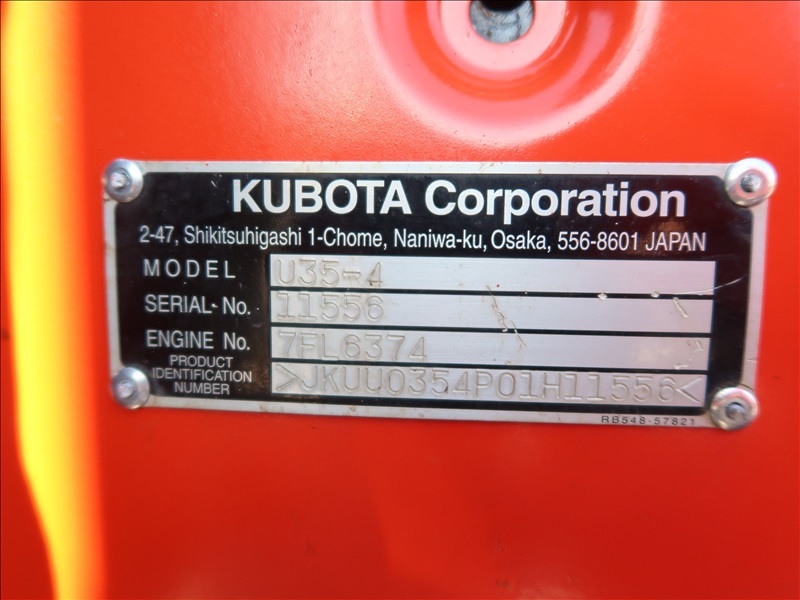 KUBOTA Corporation
2-47, Shikitsuhigashi 1-Chome, Naniwa-ku, Osaka, 556-8601 JAPAN
MODEL U35-4
SERIAL-No. 11556
ENGINE No. 7FL6374
PRODUCT IDENTIFICATION NUMBER >JKUU0354P01H11556<
RB548-57821